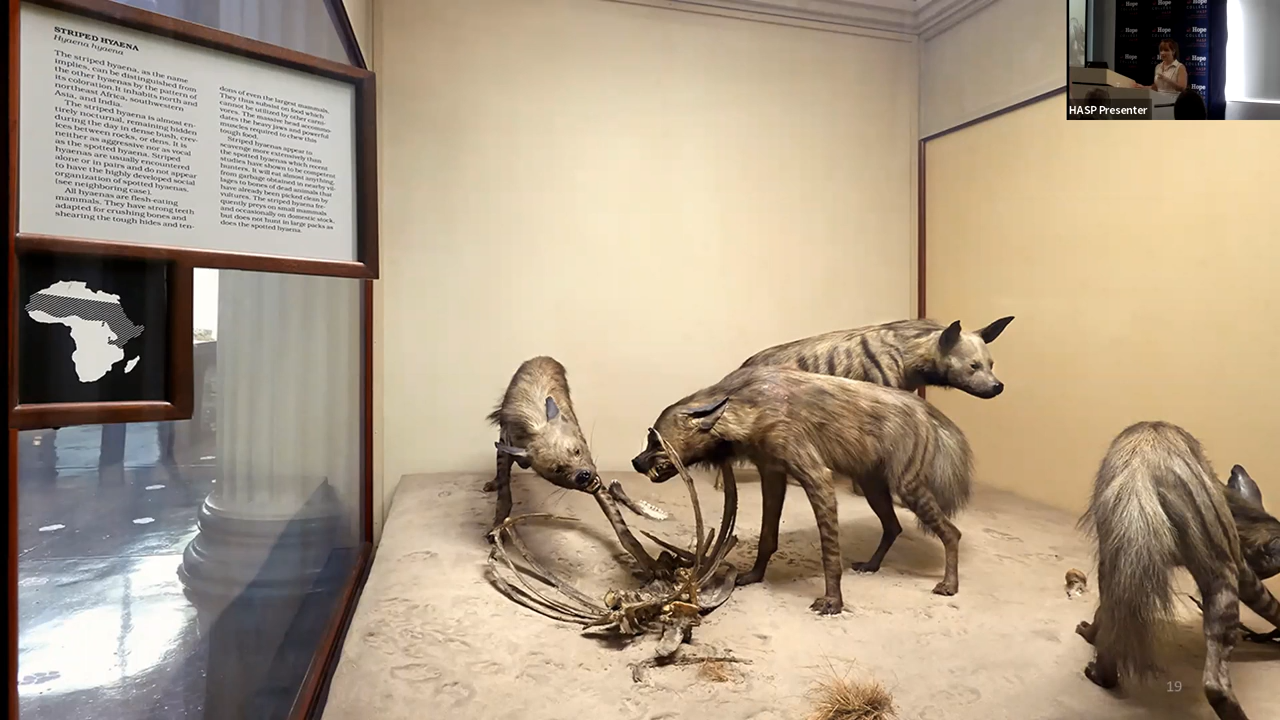 STRIPED HYAENA
Hyaena hyaena
The striped hyaena, as the name
implies, can be distinguished from
the other hyaenas by the pattern of
its coloration. It inhabits north and
northeast Africa, southwestern
Asia, and India.
The striped hyaena is almost en-
tirely nocturnal, remaining hidden
during the day in dense bush, crev-
ices between rocks, or dens. It is
neither as aggressive nor as vocal
as the spotted hyaena. Striped
hyaenas are usually encountered
alone or in pairs and do not appear
to have the highly developed social
organization of spotted hyaenas.
(see neighboring case).
All hyaenas are flesh-eating
mammals. They have strong teeth
adapted for crushing bones and
shearing the tough hides and ten-
dons of even the largest mammals.
They thus subsist on food which
cannot be utilized by other carni-
vores. The massive head accommo-
dates the heavy jaws and powerful
muscles required to chew this
tough food.
Striped hyaenas appear to
scavenge more extensively than
the spotted hyaenas which recent
studies have shown to be competent
hunters. It will eat almost anything,
from garbage obtained in nearby vil-
lages to bones of dead animals that
have already been picked clean by
vultures. The striped hyaena fre-
quently preys on small mammals
and occasionally on domestic stock,
but does not hunt in large packs as
does the spotted hyaena.
Hope
Hope
Hope
COLLEGE
Hope
Hope
Hope
HASP Presenter
19